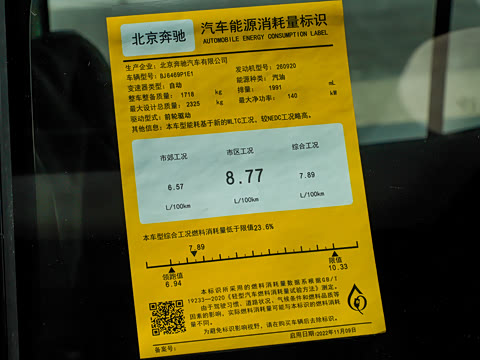 北京奔驰
汽车能源消耗量标识
AUTOMOBILE ENERGY CONSUMPTION LABEL
生产企业：北京奔驰汽车有限公司
车辆型号：BJ6469P1E1 发动机型号：260920
变速器类型：自动 能源种类：汽油
整车整备质量：1718 kg 排量：1991 mL
最大设计总质量：2325 kg 最大净功率：140 kW
驱动型式：前轮驱动
其他信息：本车型能耗基于新的WLTC工况，较NEDC工况略高。
市郊工况 市区工况 综合工况
6.57 8.77 7.89
L/100km L/100km L/100km
本车型综合工况燃料消耗量低于限值23.6%
7.89
领跑值 限值
6.94 10.33
本标识所采用的燃料消耗量数据系根据GB/T
19233—2020《轻型汽车燃料消耗量试验方法》测定。
由于驾驶习惯、道路状况、气候条件和燃料品质等
因素的影响，实际燃料消耗量可能与本标识的燃料消耗
量不同。
为避免标识影响视野，请在购买车辆后去除标识。
备案号： 启用日期：2022年11月09日